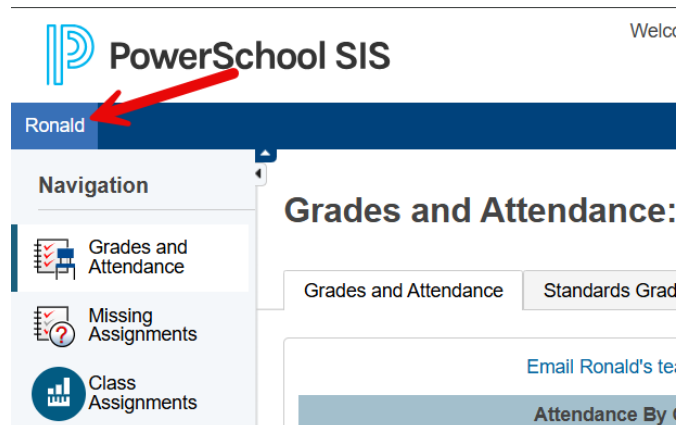 Welco
PowerSchool SIS
Ronald
Navigation
Grades and Attendance:
Grades and
Attendance
Grades and Attendance
Standards Grad
Missing
Assignments
Email Ronald's tea
Class
Assignments
Attendance By